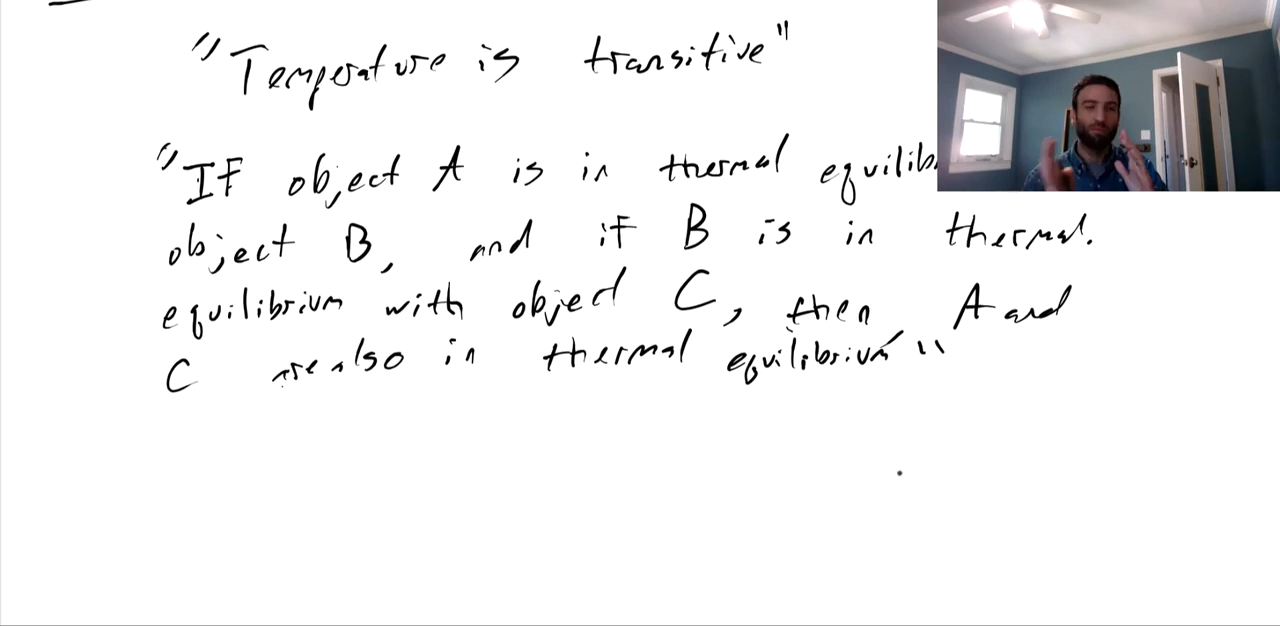 "Temperature is transitive"
"IF object A is in thermal equilib
object B, and if B is in thermal.
equilibrium with object C, then A and
C are also in thermal equilibrium"